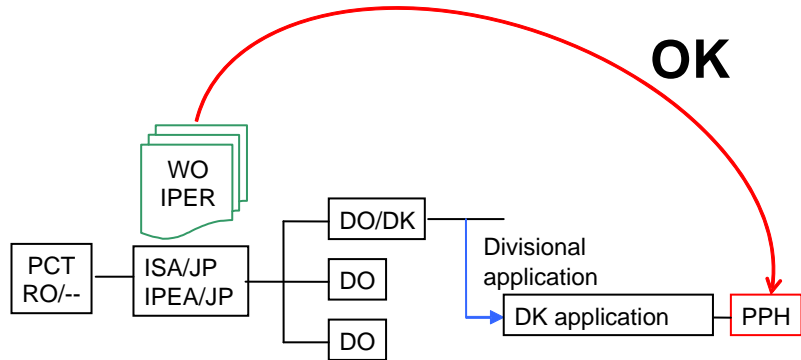 OK
WO
IPER
DO/DK
PCT
RO/--
ISA/JP
IPEA/JP
DO
DO
Divisional
application
DK application
PPH